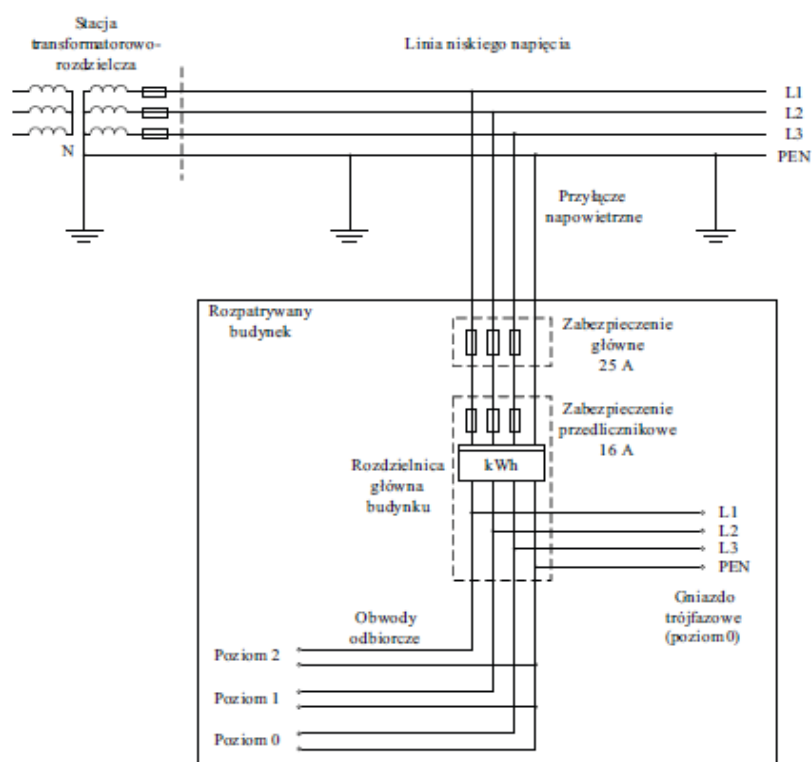 Stacja
transformatorowo-
rozdzielcza
Linia niskiego napięcia
L1
L2
L3
N
PEN
Przyłącze
napowietrzne
Rozpatrywany
budynek
Zabezpieczenie
główne
25 A
Zabezpieczenie
przedlicznikowe
16 A
Rozdzielnica
główna
budynku
kWh
L1
L2
L3
PEN
Gniazdo
trójfazowe
(poziom 0)
Obwody
odbiorcze
Poziom 2
Poziom 1
Poziom 0